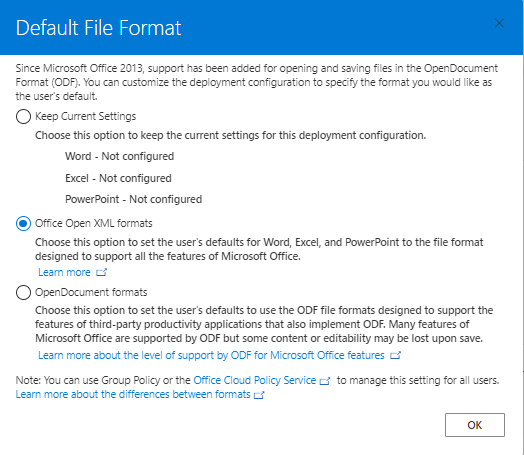 Default File Format
Since Microsoft Office 2013, support has been added for opening and saving files in the OpenDocument
Format (ODF). You can customize the deployment configuration to specify the format you would like as
the user's default.
Keep Current Settings
Choose this option to keep the current settings for this deployment configuration.
Word - Not configured
Excel - Not configured
PowerPoint - Not configured
Office Open XML formats
Choose this option to set the user's defaults for Word, Excel, and PowerPoint to the file format
designed to support all the features of Microsoft Office.
Learn more
OpenDocument formats
Choose this option to set the user's defaults to use the ODF file formats designed to support the
features of third-party productivity applications that also implement ODF. Many features of
Microsoft Office are supported by ODF but some content or editability may be lost upon save.
Learn more about the level of support by ODF for Microsoft Office features
Note: You can use Group Policy or the Office Cloud Policy Service to manage this setting for all users.
Learn more about the differences between formats
OK